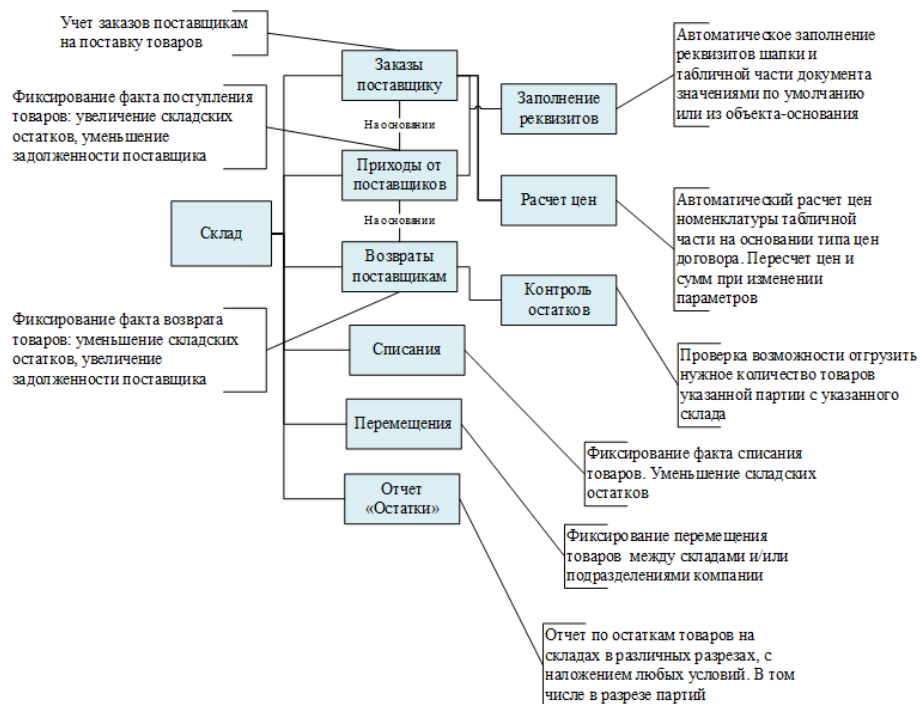 Учет заказов поставщикам
на поставку товаров
Заказы
поставщику
Автоматическое заполнение
реквизитов шапки и
табличной части документа
значениями по умолчанию
или из объекта-основания
Фиксирование факта поступления
товаров: увеличение складских
остатков, уменьшение
задолженности поставщика
На основании
Заполнение
реквизитов
Приходы от
поставщиков
Расчет цен
Автоматический расчет цен
номенклатуры табличной
части на основании типа цен
договора. Пересчет цен и
сумм при изменении
параметров
На основании
Склад
Возвраты
поставщикам
Контроль
остатков
Фиксирование факта возврата
товаров: уменьшение складских
остатков, увеличение
задолженности поставщика
Списания
Проверка возможности отгрузить
нужное количество товаров
указанной партии с указанного
склада
Перемещения
Фиксирование факта списания
товаров. Уменьшение складских
остатков
Отчет
«Остатки»
Фиксирование перемещения
товаров между складами и/или
подразделениями компании
Отчет по остаткам товаров на
складах в различных разрезах, с
наложением любых условий. В том
числе в разрезе партий